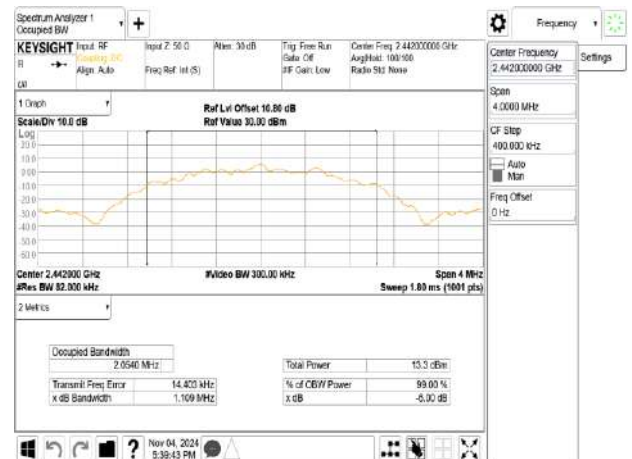 Spectrum Analyzer 1
Occupied BW
Frequency
KEYSIGHT
Input: RF
Coupling: DC
Align: Auto
Input Z: 50 Ω
Freq Ref: Int (S)
Atten: 30 dB
Trig: Free Run
Gate: Off
#IF Gain: Low
Center Freq: 2.442000000 GHz
Avg|Hold: 100/100
Radio Std: None
Center Frequency
2.442000000 GHz
Settings
Span
4.0000 MHz
CF Step
400.000 kHz
Auto
Man
Freq Offset
0 Hz
1 Graph
Scale/Div 10.0 dB
Ref Lvl Offset 10.80 dB
Ref Value 30.00 dBm
Log
20.0
10.0
0.00
-10.0
-20.0
-30.0
-40.0
-50.0
-60.0
Center 2.442000 GHz
#Res BW 82.000 kHz
#Video BW 300.00 kHz
Span 4 MHz
Sweep 1.80 ms (1001 pts)
2 Metrics
Occupied Bandwidth
2.0540 MHz
Transmit Freq Error
14.403 kHz
x dB Bandwidth
1.109 MHz
Total Power
13.3 dBm
% of OBW Power
99.00 %
x dB
-6.00 dB
?
Nov 04, 2024
5:39:43 PM